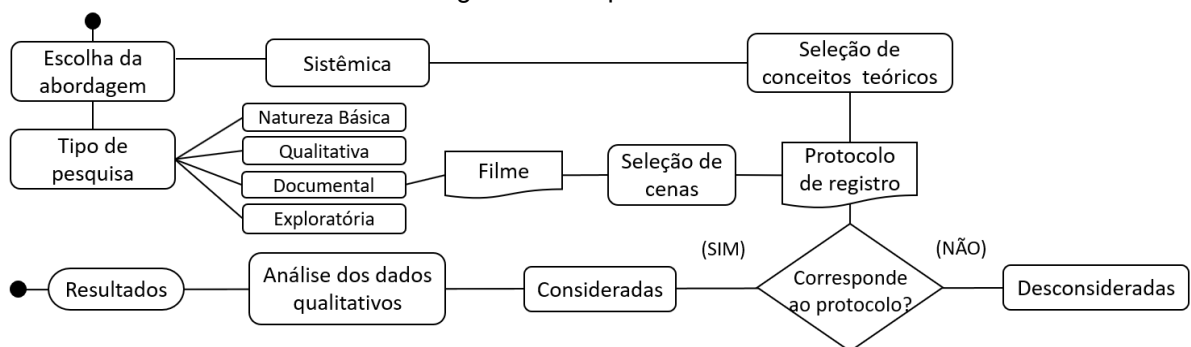 Escolha da
abordagem
Sistêmica
Seleção de
conceitos teóricos
Tipo de
pesquisa
Natureza Básica
Qualitativa
Documental
Exploratória
Filme
Seleção de
cenas
Protocolo
de registro
(SIM)
(NÃO)
Corresponde
ao protocolo?
Desconsideradas
Consideradas
Análise dos dados
qualitativos
Resultados